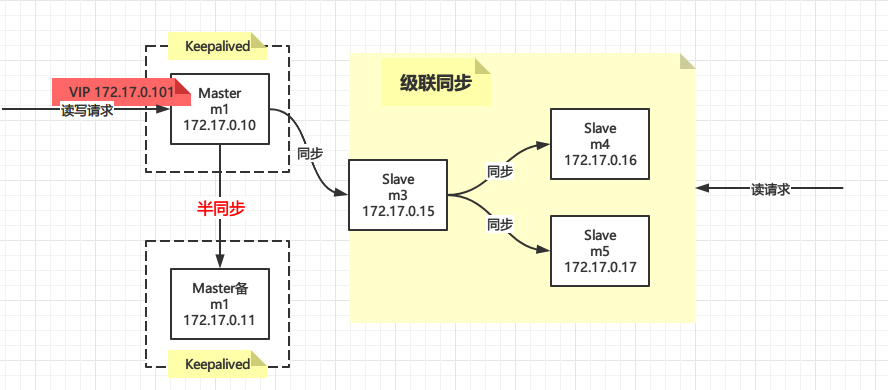 Keepalived
VIP 172.17.0.101
读写请求
Master
m1
172.17.0.10
同步
半同步
Master备
m1
172.17.0.11
Keepalived
级联同步
Slave
m3
172.17.0.15
同步
同步
Slave
m4
172.17.0.16
Slave
m5
172.17.0.17
读请求